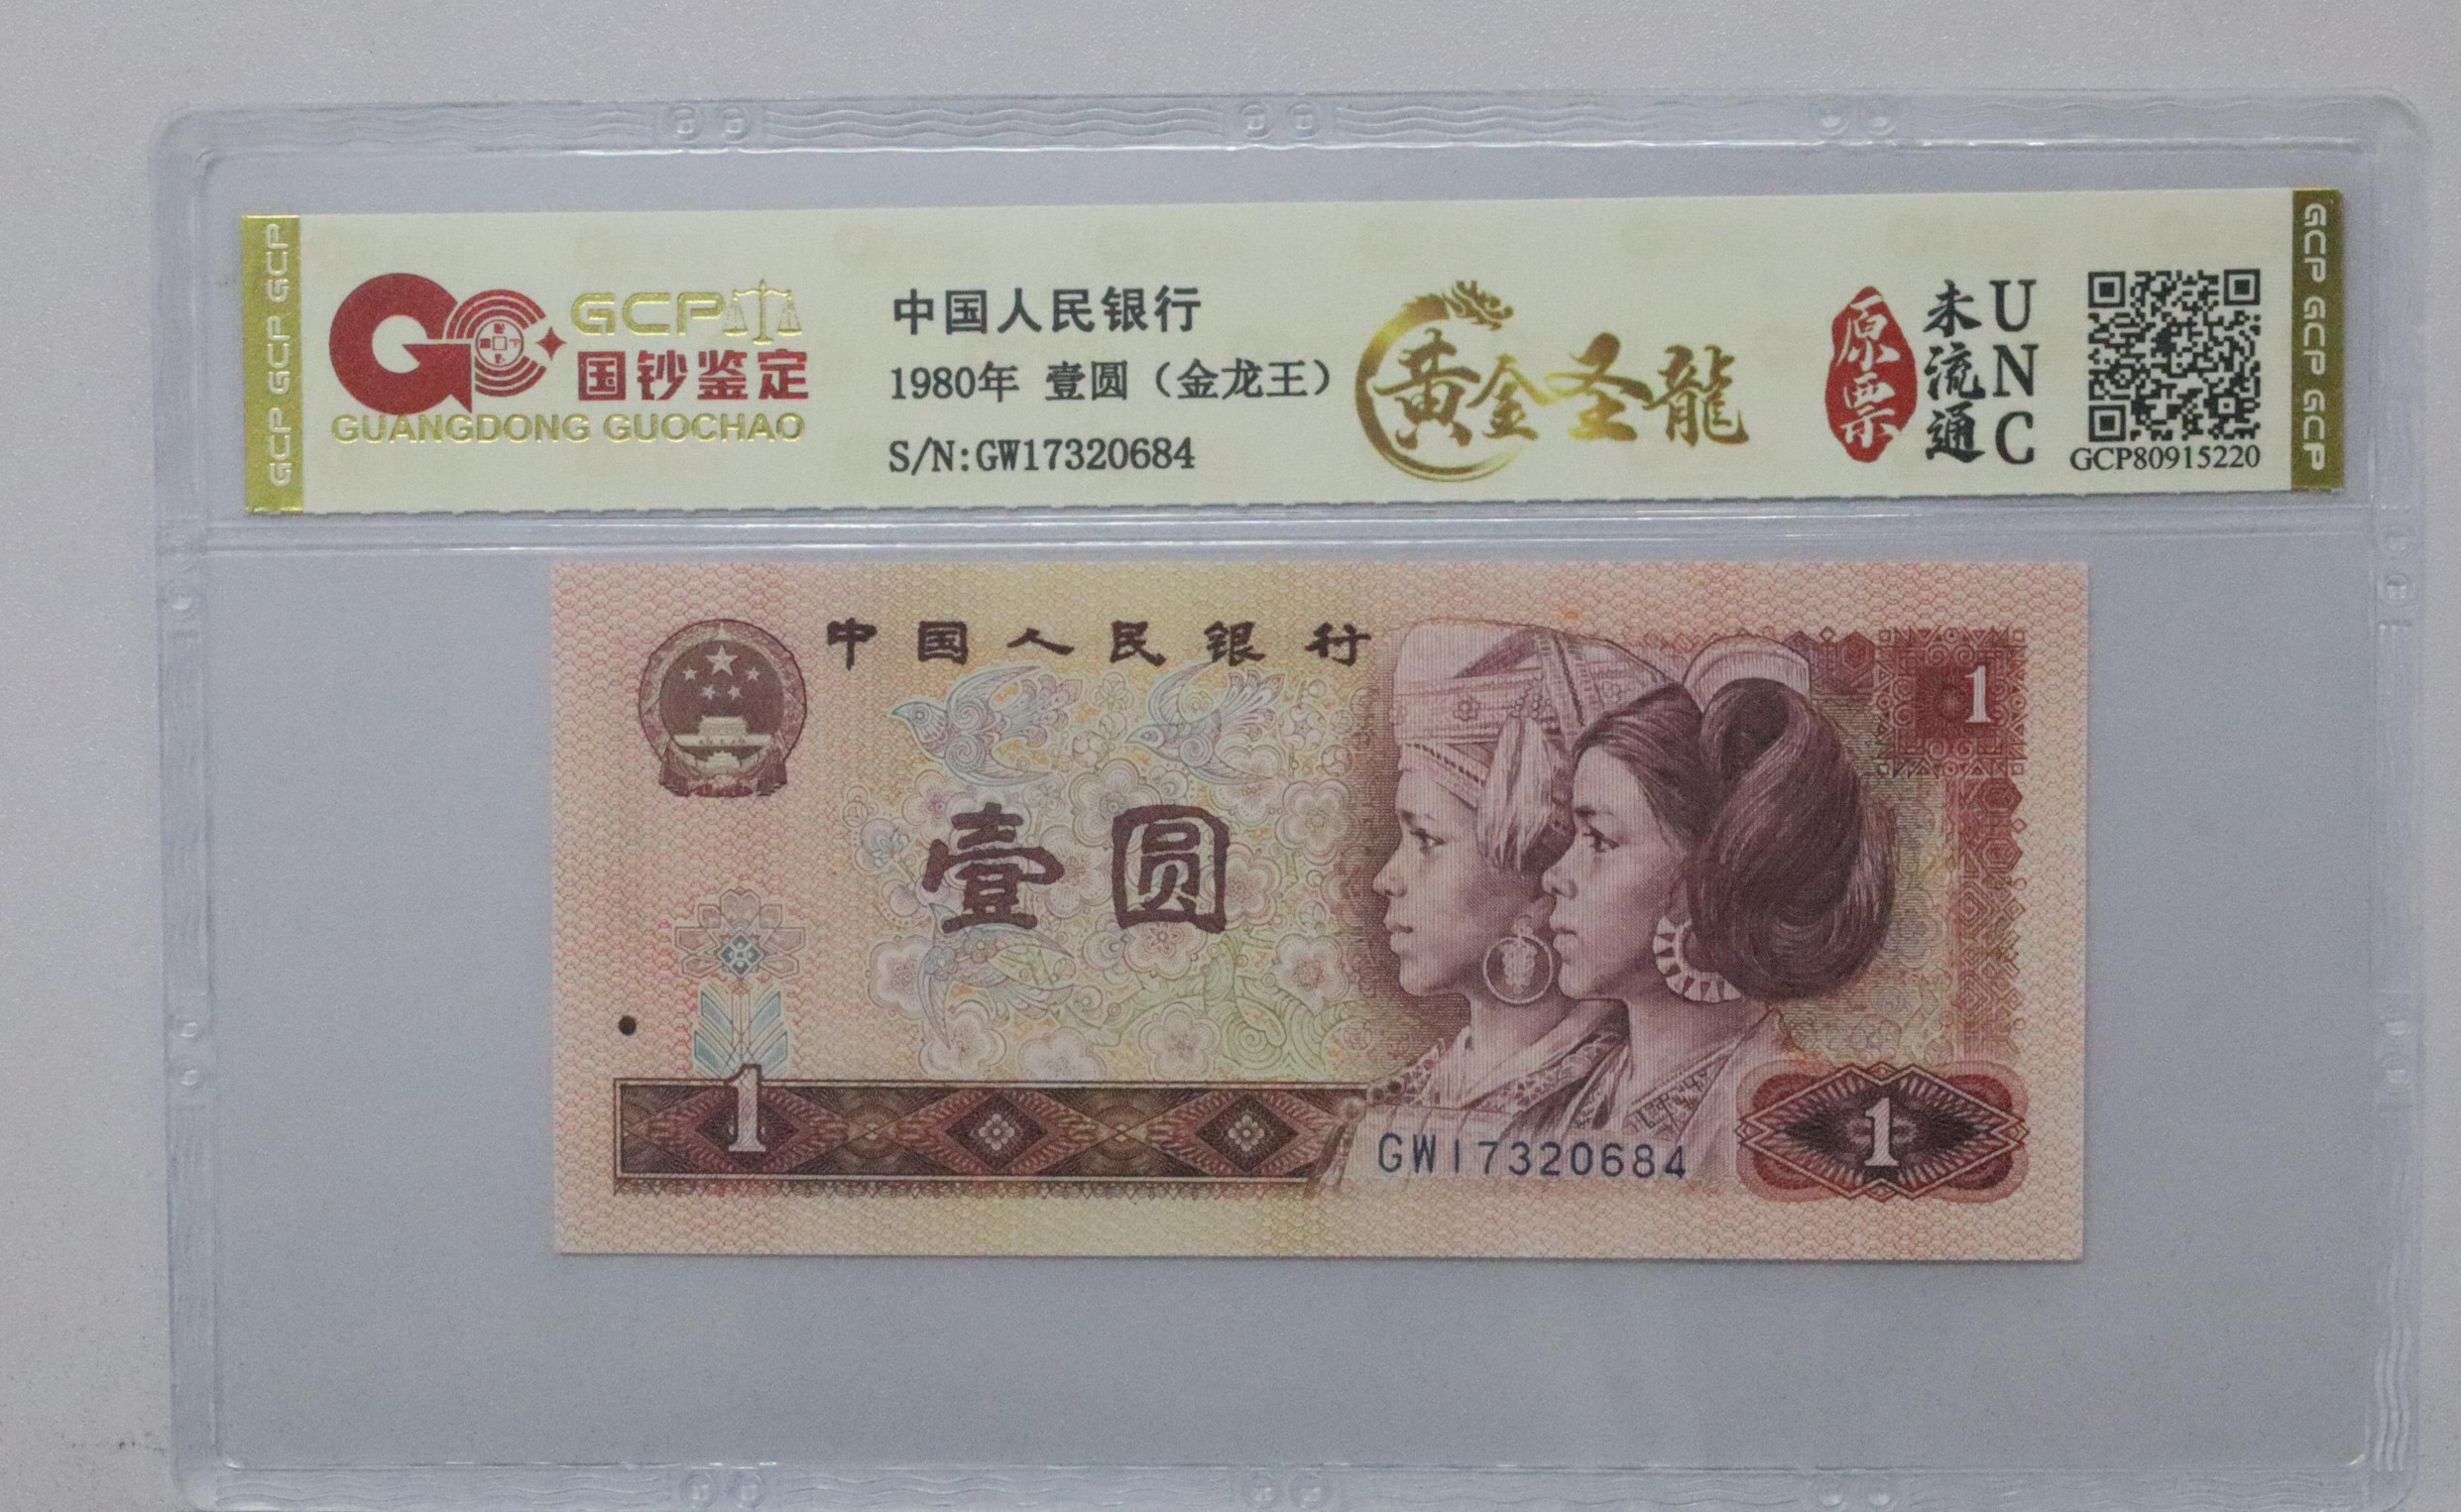 GCP GCP GCP
GCP
国钞鉴定
GUANGDONG GUOCHAO
中国人民银行
1980年 壹圆（金龙王）
S/N:GW17320684
黄金圣龍
原票
未流通
UNC
GCP80915220
GCP GCP GCP
中国人民银行
1
壹圆
1
GW17320684
1